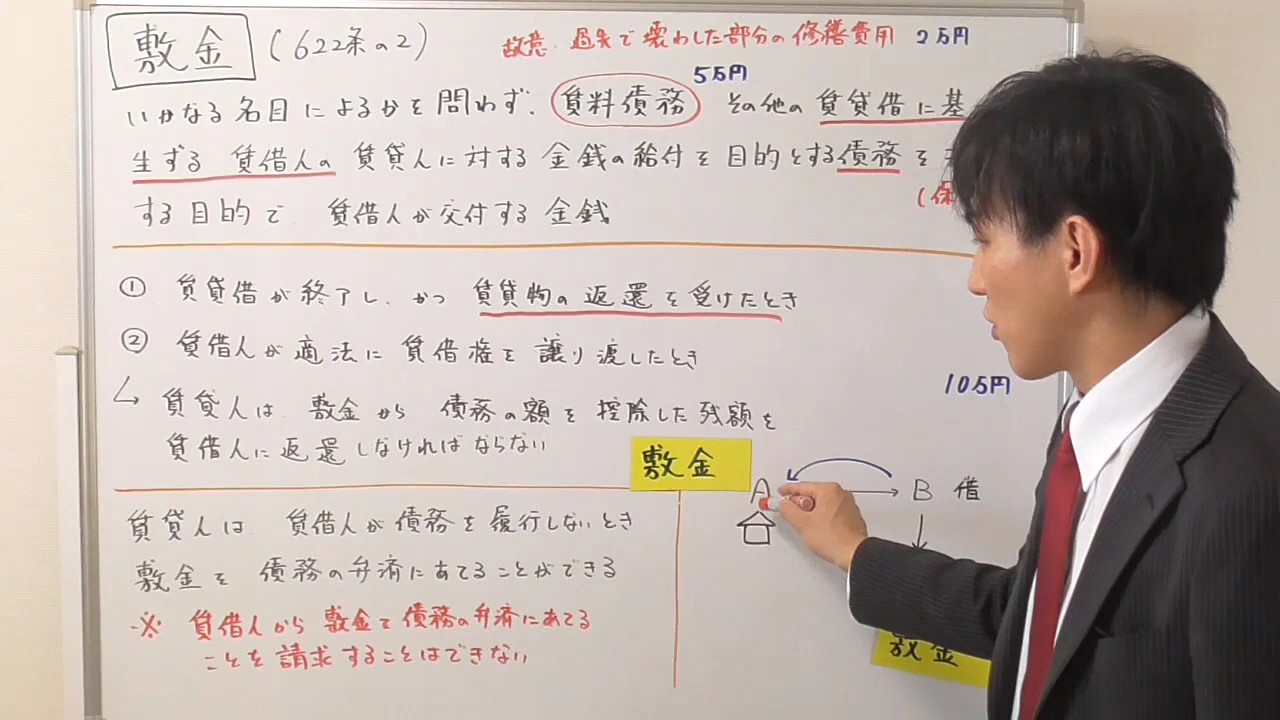 敷金 (622条の2)
故意・過失で壊わした部分の修繕費用 2万円
5万円
いかなる名目によるかを問わず、賃料債務 その他の賃貸借に基
生ずる 賃借人の 賃貸人に対する 金銭の給付を目的とする債務を
(保
する目的で 賃借人が交付する金銭
① 賃貸借が終了し、かつ 賃貸物の返還を受けたとき
② 賃借人が適法に賃借権を譲り渡したとき
賃貸人は、敷金から 債務の額を控除した残額を
賃借人に返還しなければならない
10万円
敷金
A B 借
敷金
賃貸人は、賃借人が債務を履行しないとき
敷金を 債務の弁済にあてることができる
※ 賃借人から敷金で債務の弁済にあてる
ことを請求することはできない